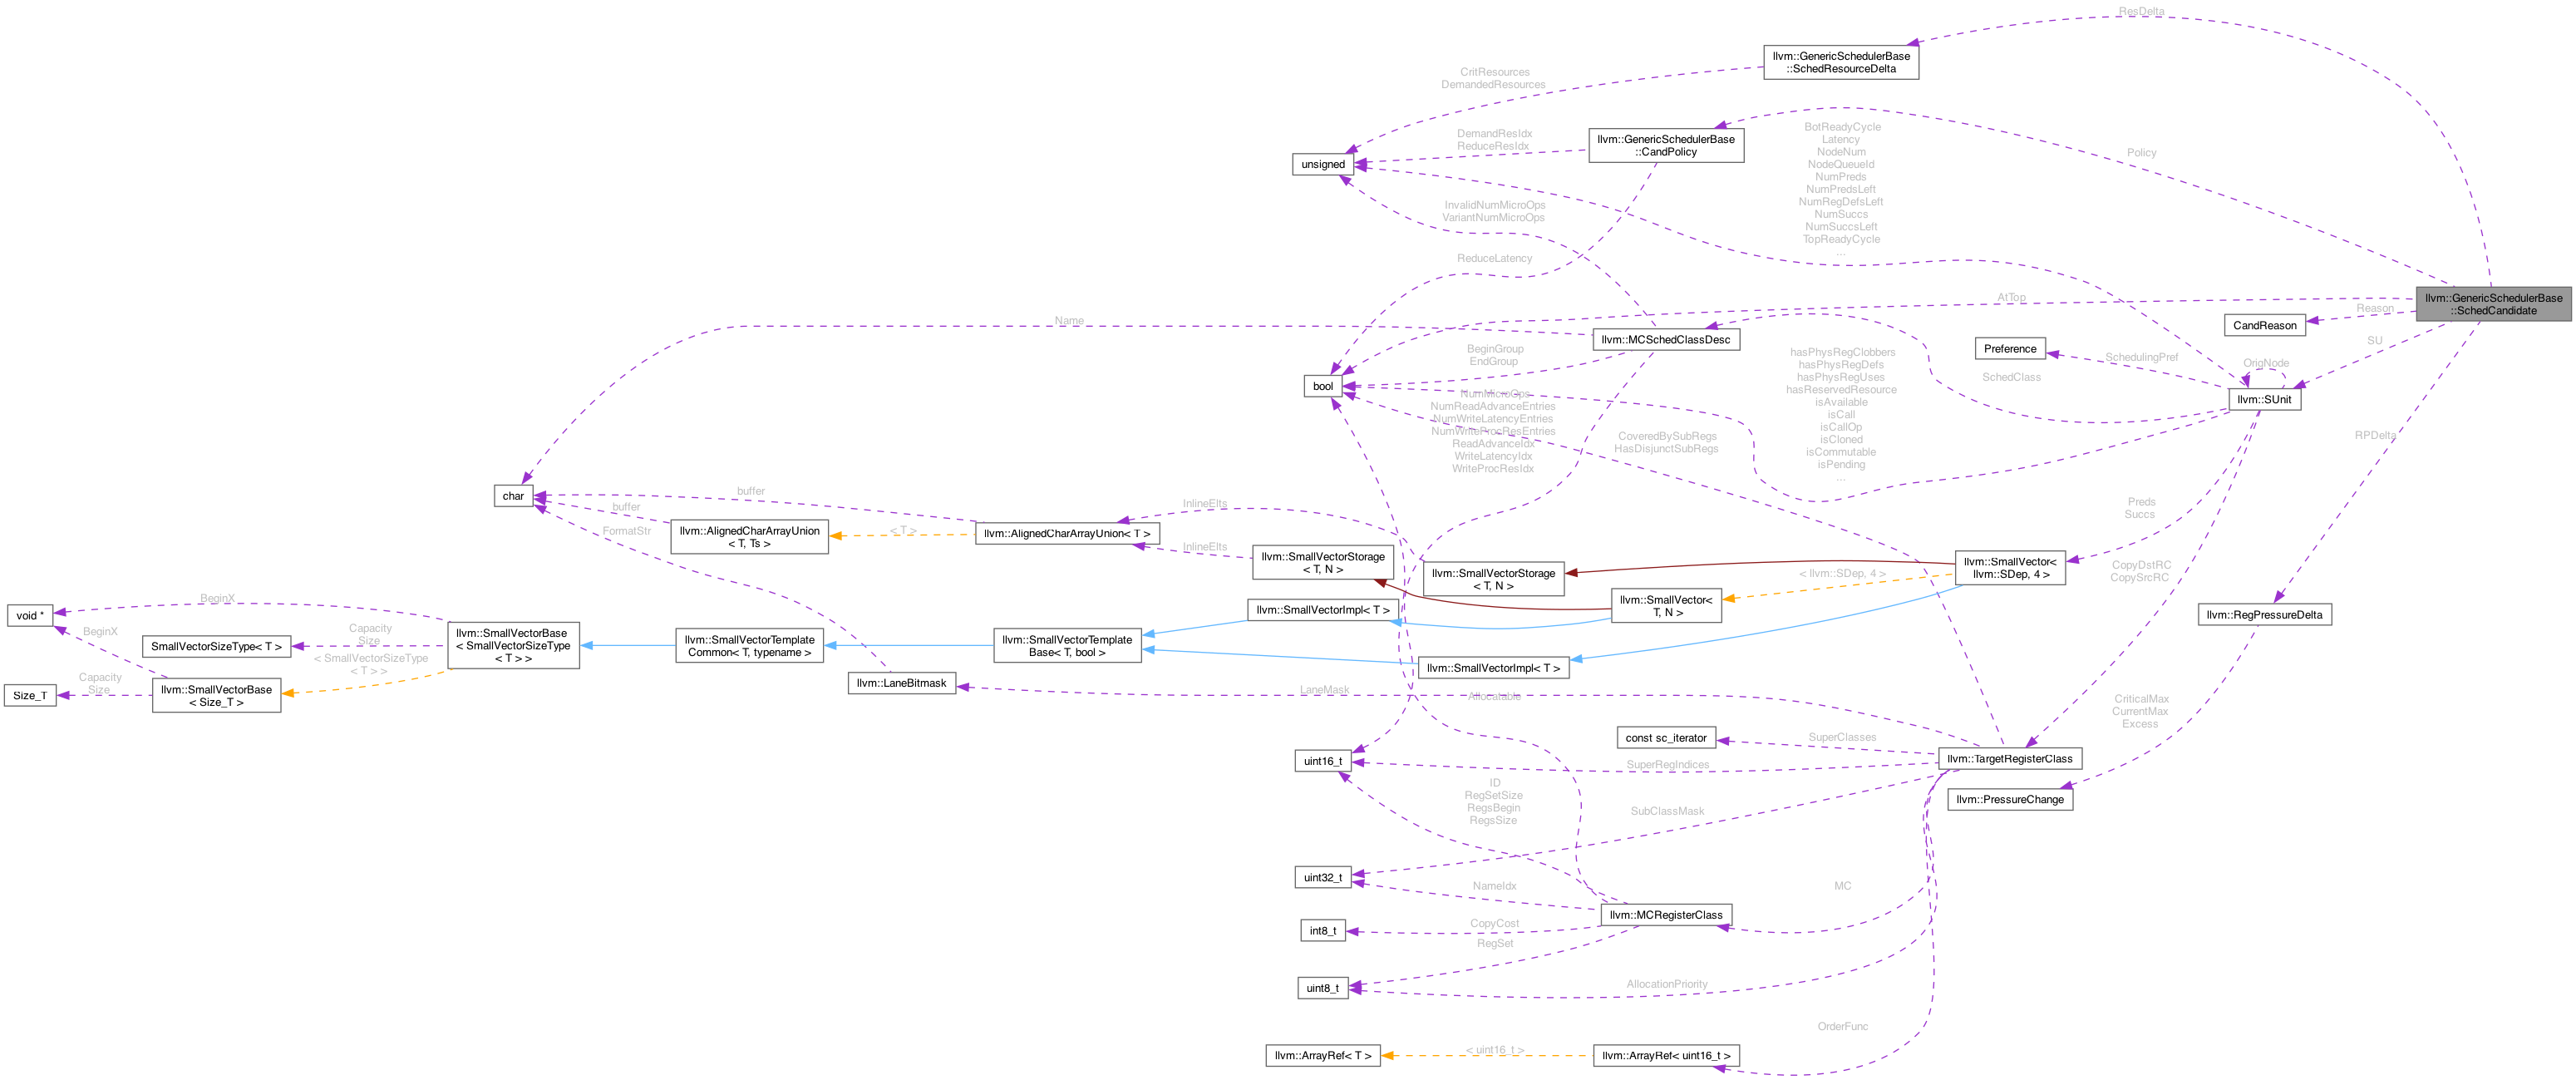 ResDelta
llvm::GenericSchedulerBase
::SchedResourceDelta
CritResources
DemandedResources
llvm::GenericSchedulerBase
::CandPolicy
DemandResIdx
ReduceResIdx
unsigned
BotReadyCycle
Latency
NodeNum
NodeQueueId
NumPreds
NumPredsLeft
NumRegDefsLeft
NumSuccs
NumSuccsLeft
TopReadyCycle
...
Policy
InvalidNumMicroOps
VariantNumMicroOps
ReduceLatency
AtTop
llvm::GenericSchedulerBase
::SchedCandidate
Reason
CandReason
Name
llvm::MCSchedClassDesc
Preference
SchedulingPref
SU
OrigNode
BeginGroup
EndGroup
bool
hasPhysRegClobbers
hasPhysRegDefs
hasPhysRegUses
hasReservedResource
isAvailable
isCall
isCallOp
isCloned
isCommutable
isPending
...
SchedClass
llvm::SUnit
NumMicroOps
NumReadAdvanceEntries
NumWriteLatencyEntries
NumWriteProcResEntries
ReadAdvanceIdx
WriteLatencyIdx
WriteProcResIdx
CoveredBySubRegs
HasDisjunctSubRegs
RPDelta
char
buffer
buffer
FormatStr
InlineElts
Preds
Succs
llvm::AlignedCharArrayUnion
< T, Ts >
< T >
llvm::AlignedCharArrayUnion< T >
InlineElts
llvm::SmallVectorStorage
< T, N >
llvm::SmallVectorStorage
< T, N >
< llvm::SDep, 4 >
llvm::SmallVector<
llvm::SDep, 4 >
CopyDstRC
CopySrcRC
void *
BeginX
BeginX
llvm::SmallVectorImpl< T >
llvm::SmallVector<
T, N >
llvm::RegPressureDelta
SmallVectorSizeType< T >
Capacity
Size
llvm::SmallVectorBase
< SmallVectorSizeType
< T > >
llvm::SmallVectorTemplate
Common< T, typename >
llvm::SmallVectorTemplate
Base< T, bool >
< SmallVectorSizeType
< T > >
llvm::SmallVectorImpl< T >
Size_T
Capacity
Size
llvm::SmallVectorBase
< Size_T >
llvm::LaneBitmask
LaneMask
Allocatable
CriticalMax
CurrentMax
Excess
const sc_iterator
SuperClasses
uint16_t
SuperRegIndices
llvm::TargetRegisterClass
ID
RegSetSize
RegsBegin
RegsSize
SubClassMask
llvm::PressureChange
uint32_t
NameIdx
MC
int8_t
CopyCost
llvm::MCRegisterClass
RegSet
uint8_t
AllocationPriority
OrderFunc
llvm::ArrayRef< T >
< uint16_t >
llvm::ArrayRef< uint16_t >